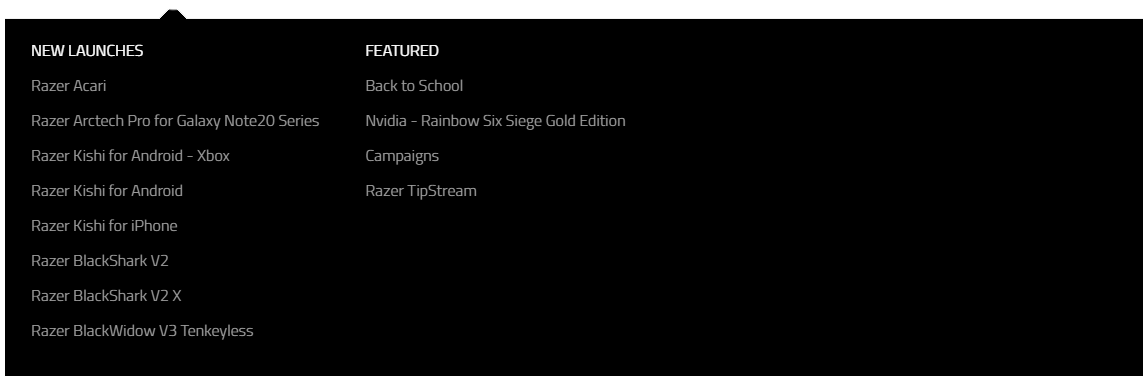 NEW LAUNCHES
Razer Acari
Razer Arctech Pro for Galaxy Note20 Series
Razer Kishi for Android - Xbox
Razer Kishi for Android
Razer Kishi for iPhone
Razer BlackShark V2
Razer BlackShark V2 X
Razer BlackWidow V3 Tenkeyless
FEATURED
Back to School
Nvidia - Rainbow Six Siege Gold Edition
Campaigns
Razer TipStream